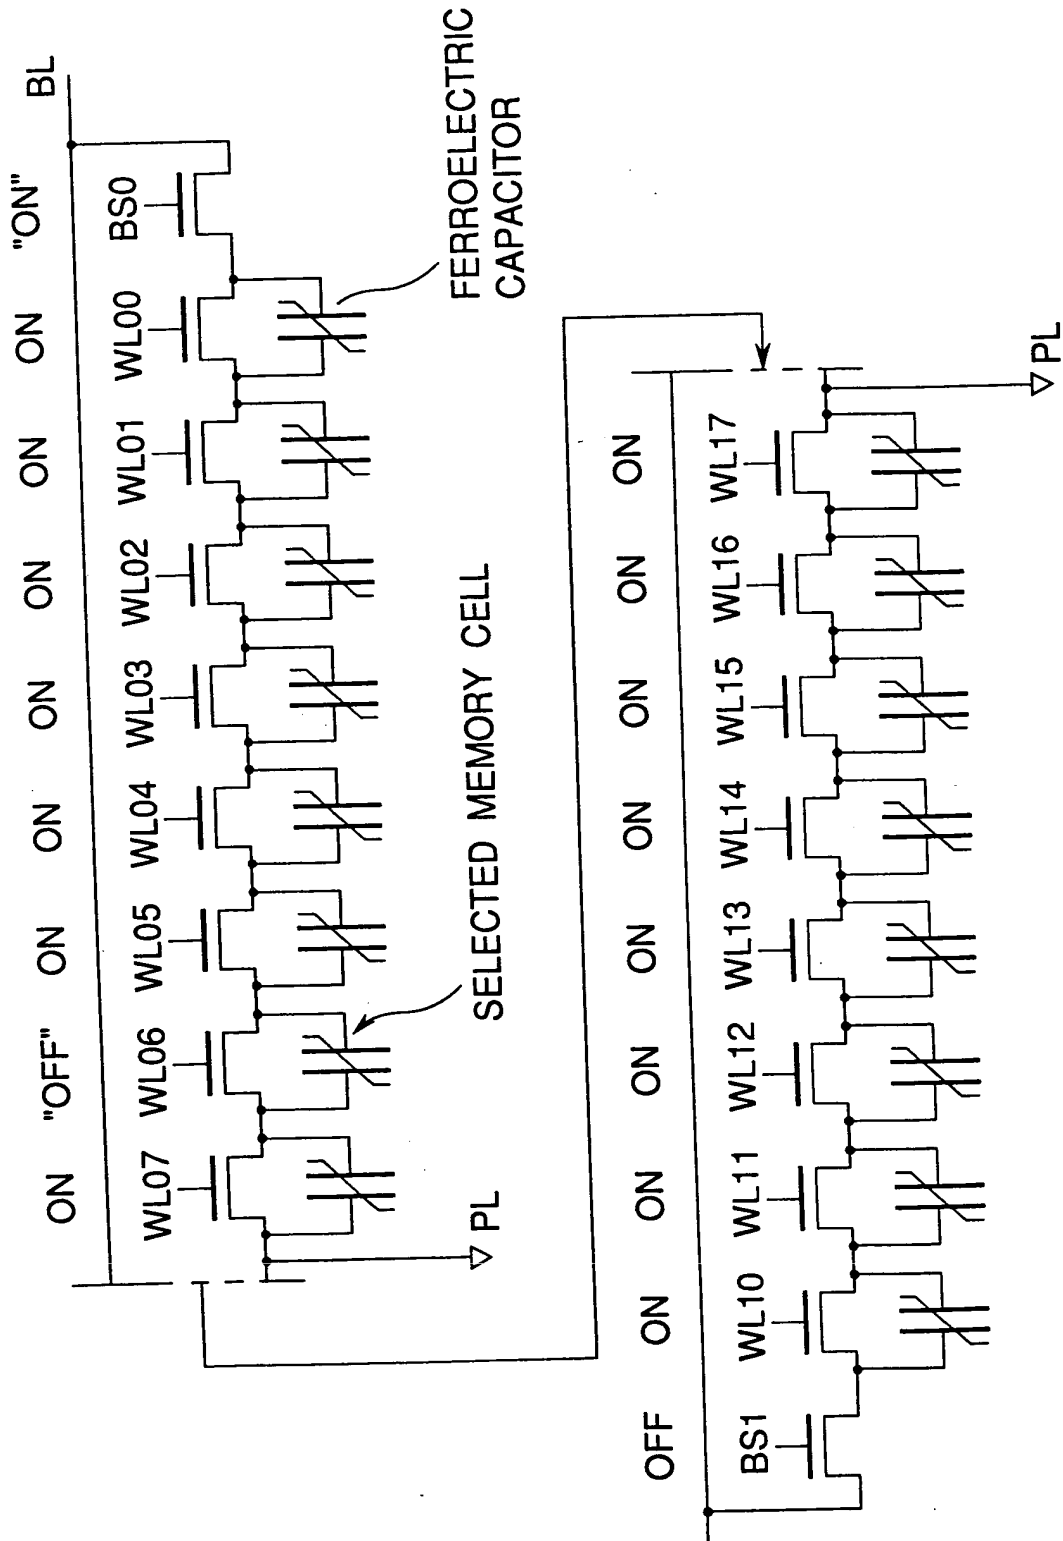 BL
"ON" ON ON ON ON ON ON "OFF" ON
BS0 WL00 WL01 WL02 WL03 WL04 WL05 WL06 WL07
FERROELECTRIC
CAPACITOR
SELECTED MEMORY CELL
PL
ON ON ON ON ON ON ON ON OFF
WL17 WL16 WL15 WL14 WL13 WL12 WL11 WL10 BS1
PL